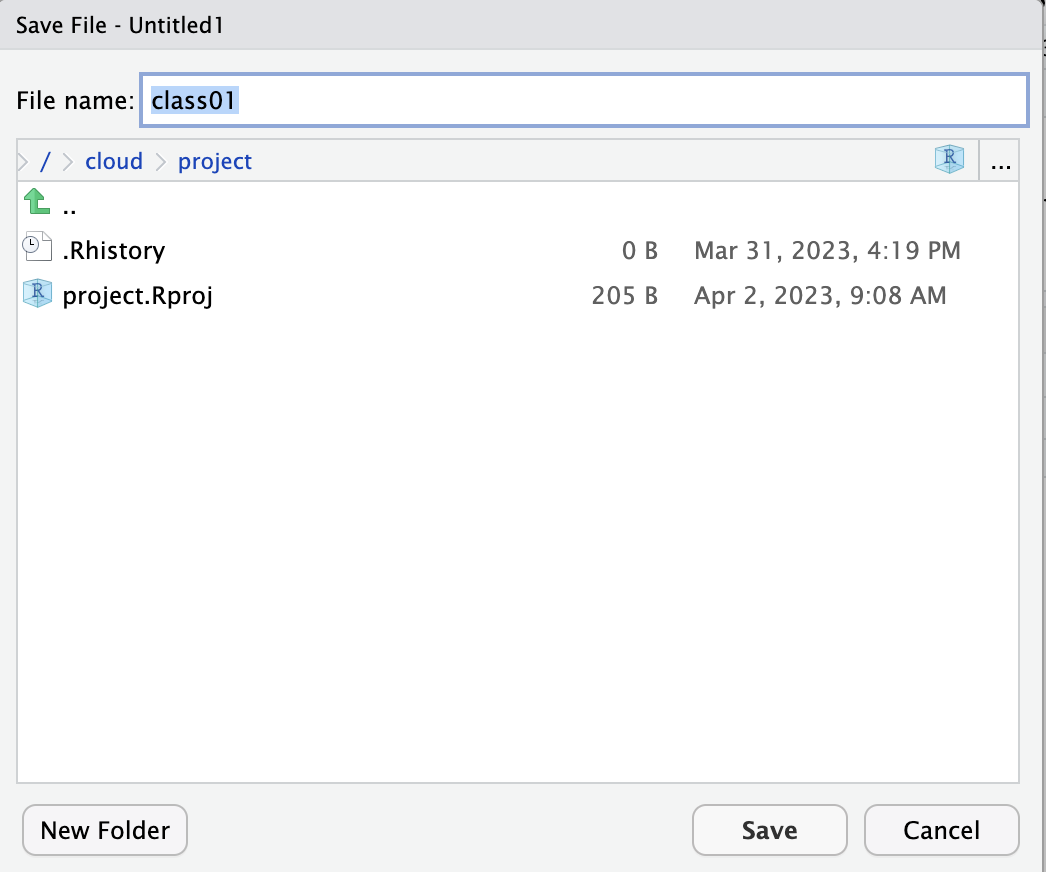 Save File - Untitled1
File name: class01
/ cloud project R ...
..
.Rhistory 0 B Mar 31, 2023, 4:19 PM
R project.Rproj 205 B Apr 2, 2023, 9:08 AM
New Folder Save Cancel